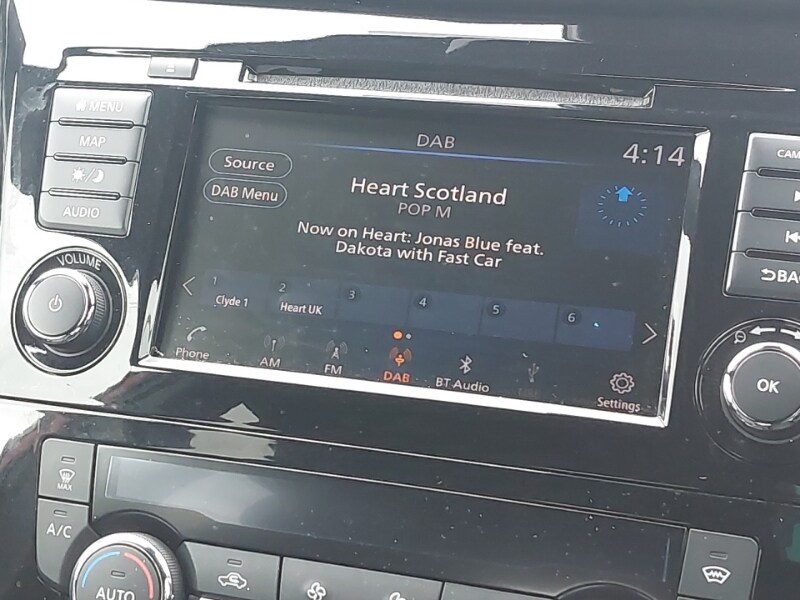 MENU
MAP
AUDIO
VOLUME
DAB
4:14
Source
DAB Menu
Heart Scotland
POP M
Now on Heart: Jonas Blue feat.
Dakota with Fast Car
1
2
3
4
5
6
Clyde 1
Heart UK
Phone
AM
FM
DAB
BT Audio
Settings
CAM
BAC
OK
MAX
A/C
AUTO